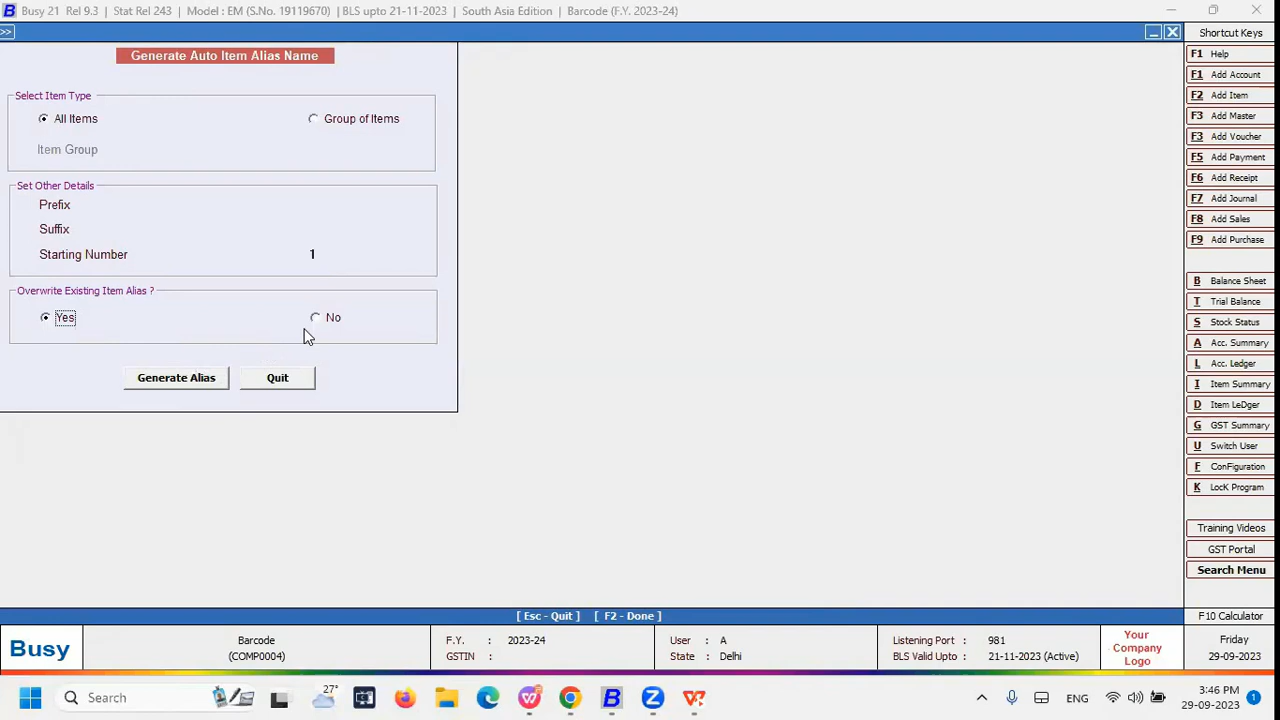 Busy 21 Rel 9.3 | Stat Rel 243 | Model : EM (S.No. 19119670) | BLS upto 21-11-2023 | South Asia Edition | Barcode (F.Y. 2023-24)
>>
Shortcut Keys
Generate Auto Item Alias Name
Select Item Type
All Items Group of Items
Item Group
Set Other Details
Prefix
Suffix
Starting Number 1
Overwrite Existing Item Alias ?
Yes No
Generate Alias Quit
F1 Help
F1 Add Account
F2 Add Item
F3 Add Master
F3 Add Voucher
F5 Add Payment
F6 Add Receipt
F7 Add Journal
F8 Add Sales
F9 Add Purchase
B Balance Sheet
T Trial Balance
S Stock Status
A Acc. Summary
L Acc. Ledger
I Item Summary
D Item LeDger
G GST Summary
U Switch User
F ConFiguration
K LocK Program
Training Videos
GST Portal
Search Menu
[ Esc - Quit ] [ F2 - Done ]
F10 Calculator
Busy
Barcode
(COMP0004)
F.Y. : 2023-24
GSTIN :
User : A
State : Delhi
Listening Port : 981
BLS Valid Upto : 21-11-2023 (Active)
Your
Company
Logo
Friday
29-09-2023
Search
27°
ENG
3:46 PM
29-09-2023
1